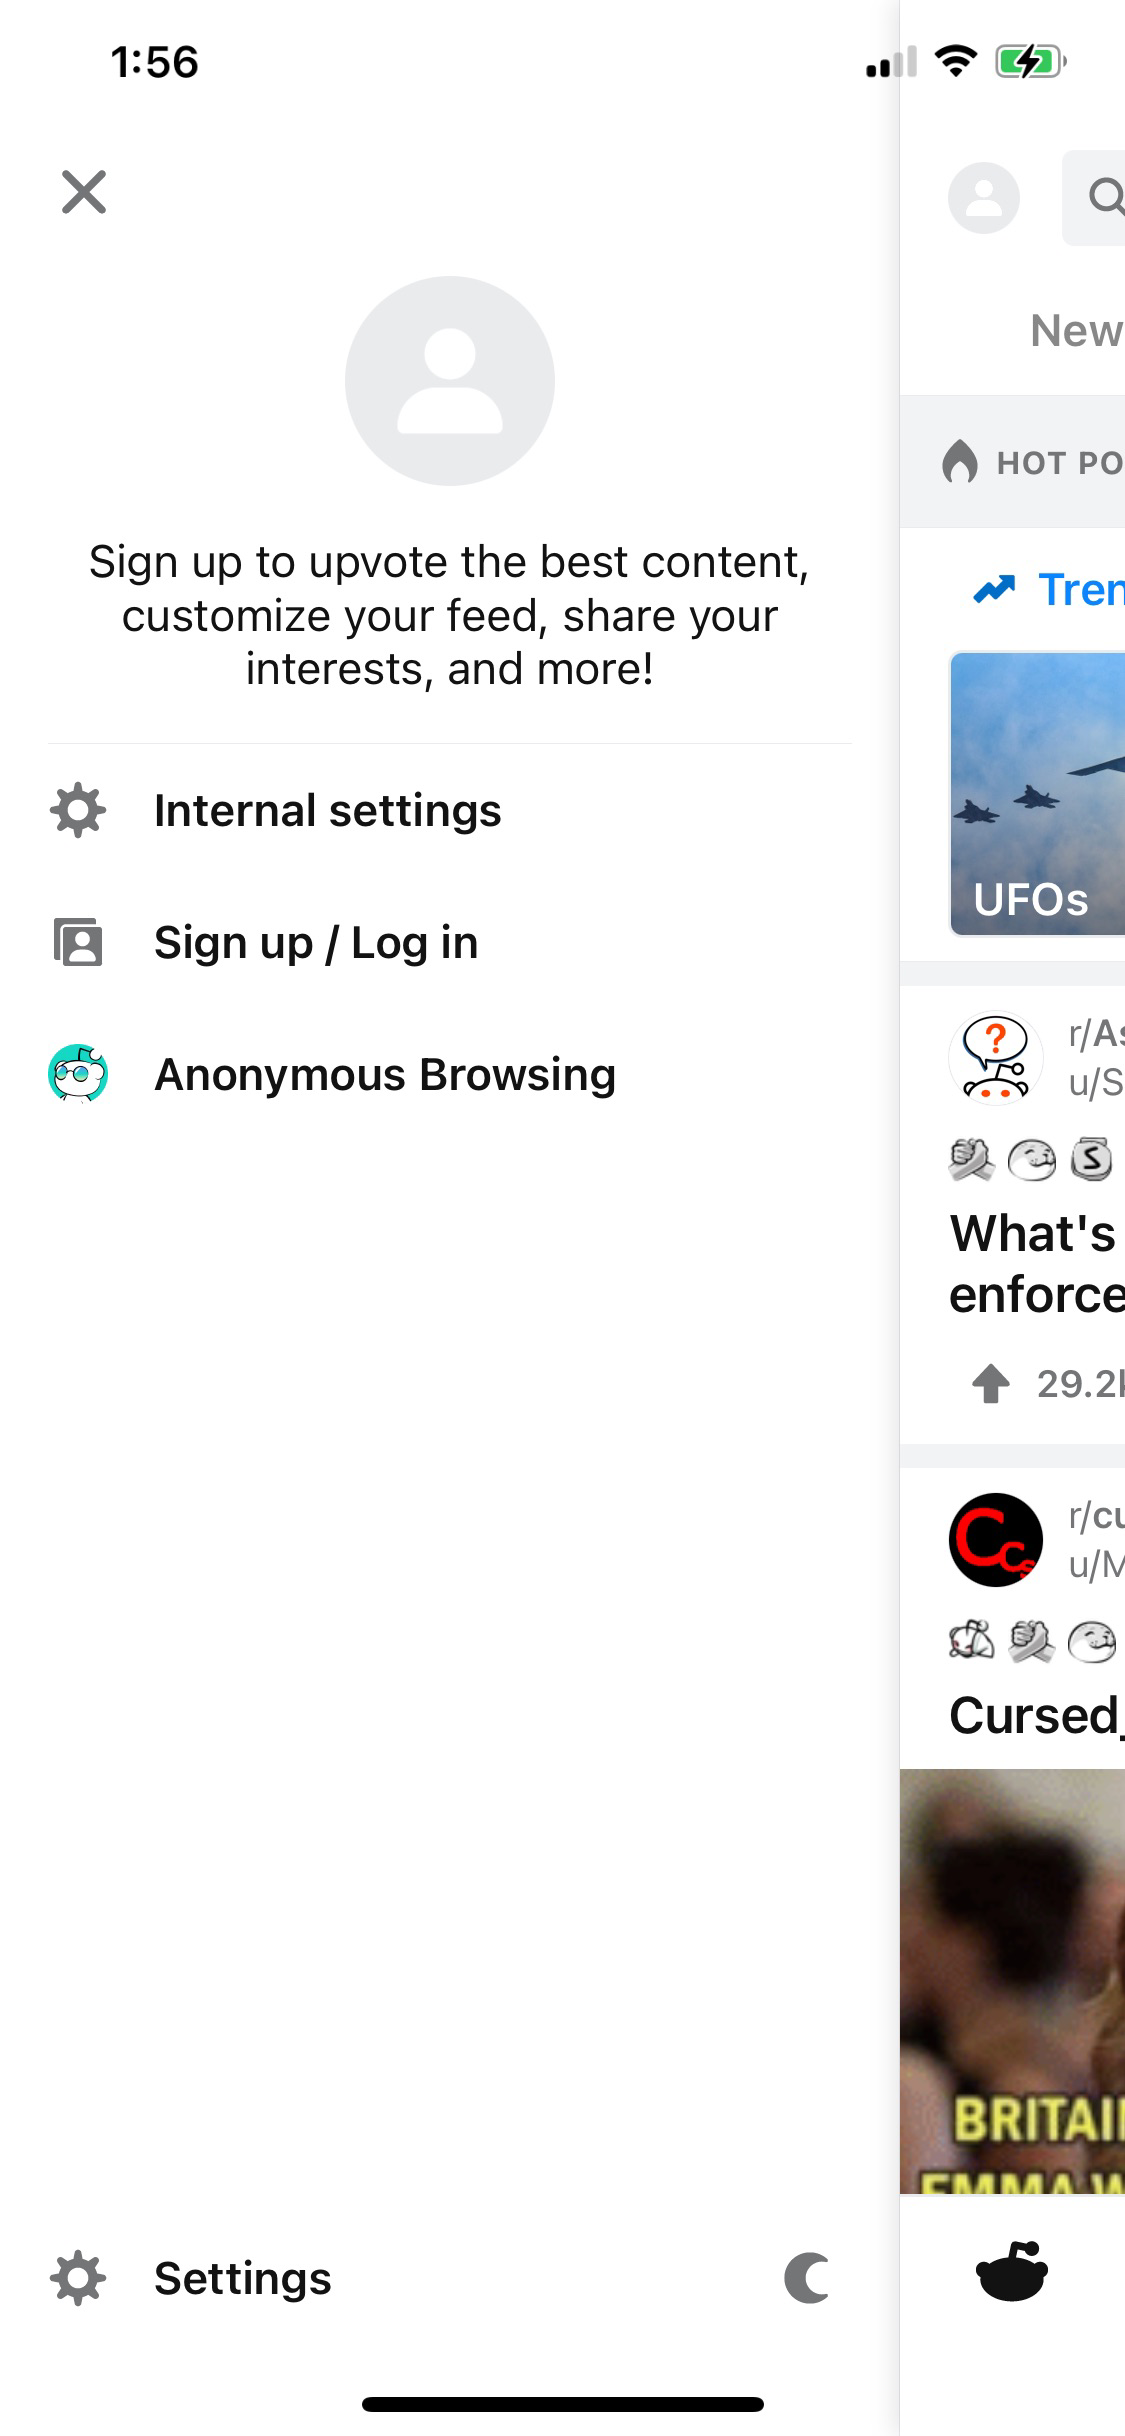 1:56
Sign up to upvote the best content,
customize your feed, share your
interests, and more!
Internal settings
Sign up / Log in
Anonymous Browsing
Settings
New
HOT PO
Tren
UFOs
r/As
u/S
What's
enforce
29.2k
r/cu
u/M
Cursed_
BRITAI
EMMA W